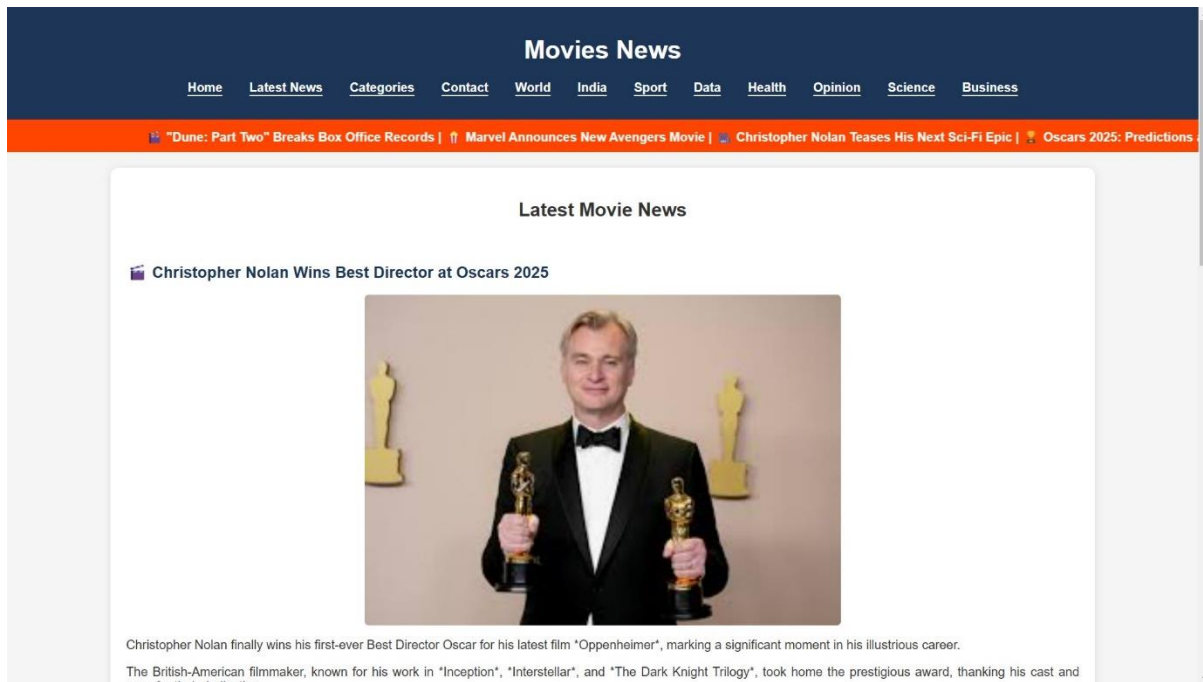 Movies News
Home Latest News Categories Contact World India Sport Data Health Opinion Science Business
"Dune: Part Two" Breaks Box Office Records | Marvel Announces New Avengers Movie | Christopher Nolan Teases His Next Sci-Fi Epic | Oscars 2025: Predictions
Latest Movie News
Christopher Nolan Wins Best Director at Oscars 2025
Christopher Nolan finally wins his first-ever Best Director Oscar for his latest film *Oppenheimer*, marking a significant moment in his illustrious career.
The British-American filmmaker, known for his work in *Inception*, *Interstellar*, and *The Dark Knight Trilogy*, took home the prestigious award, thanking his cast and